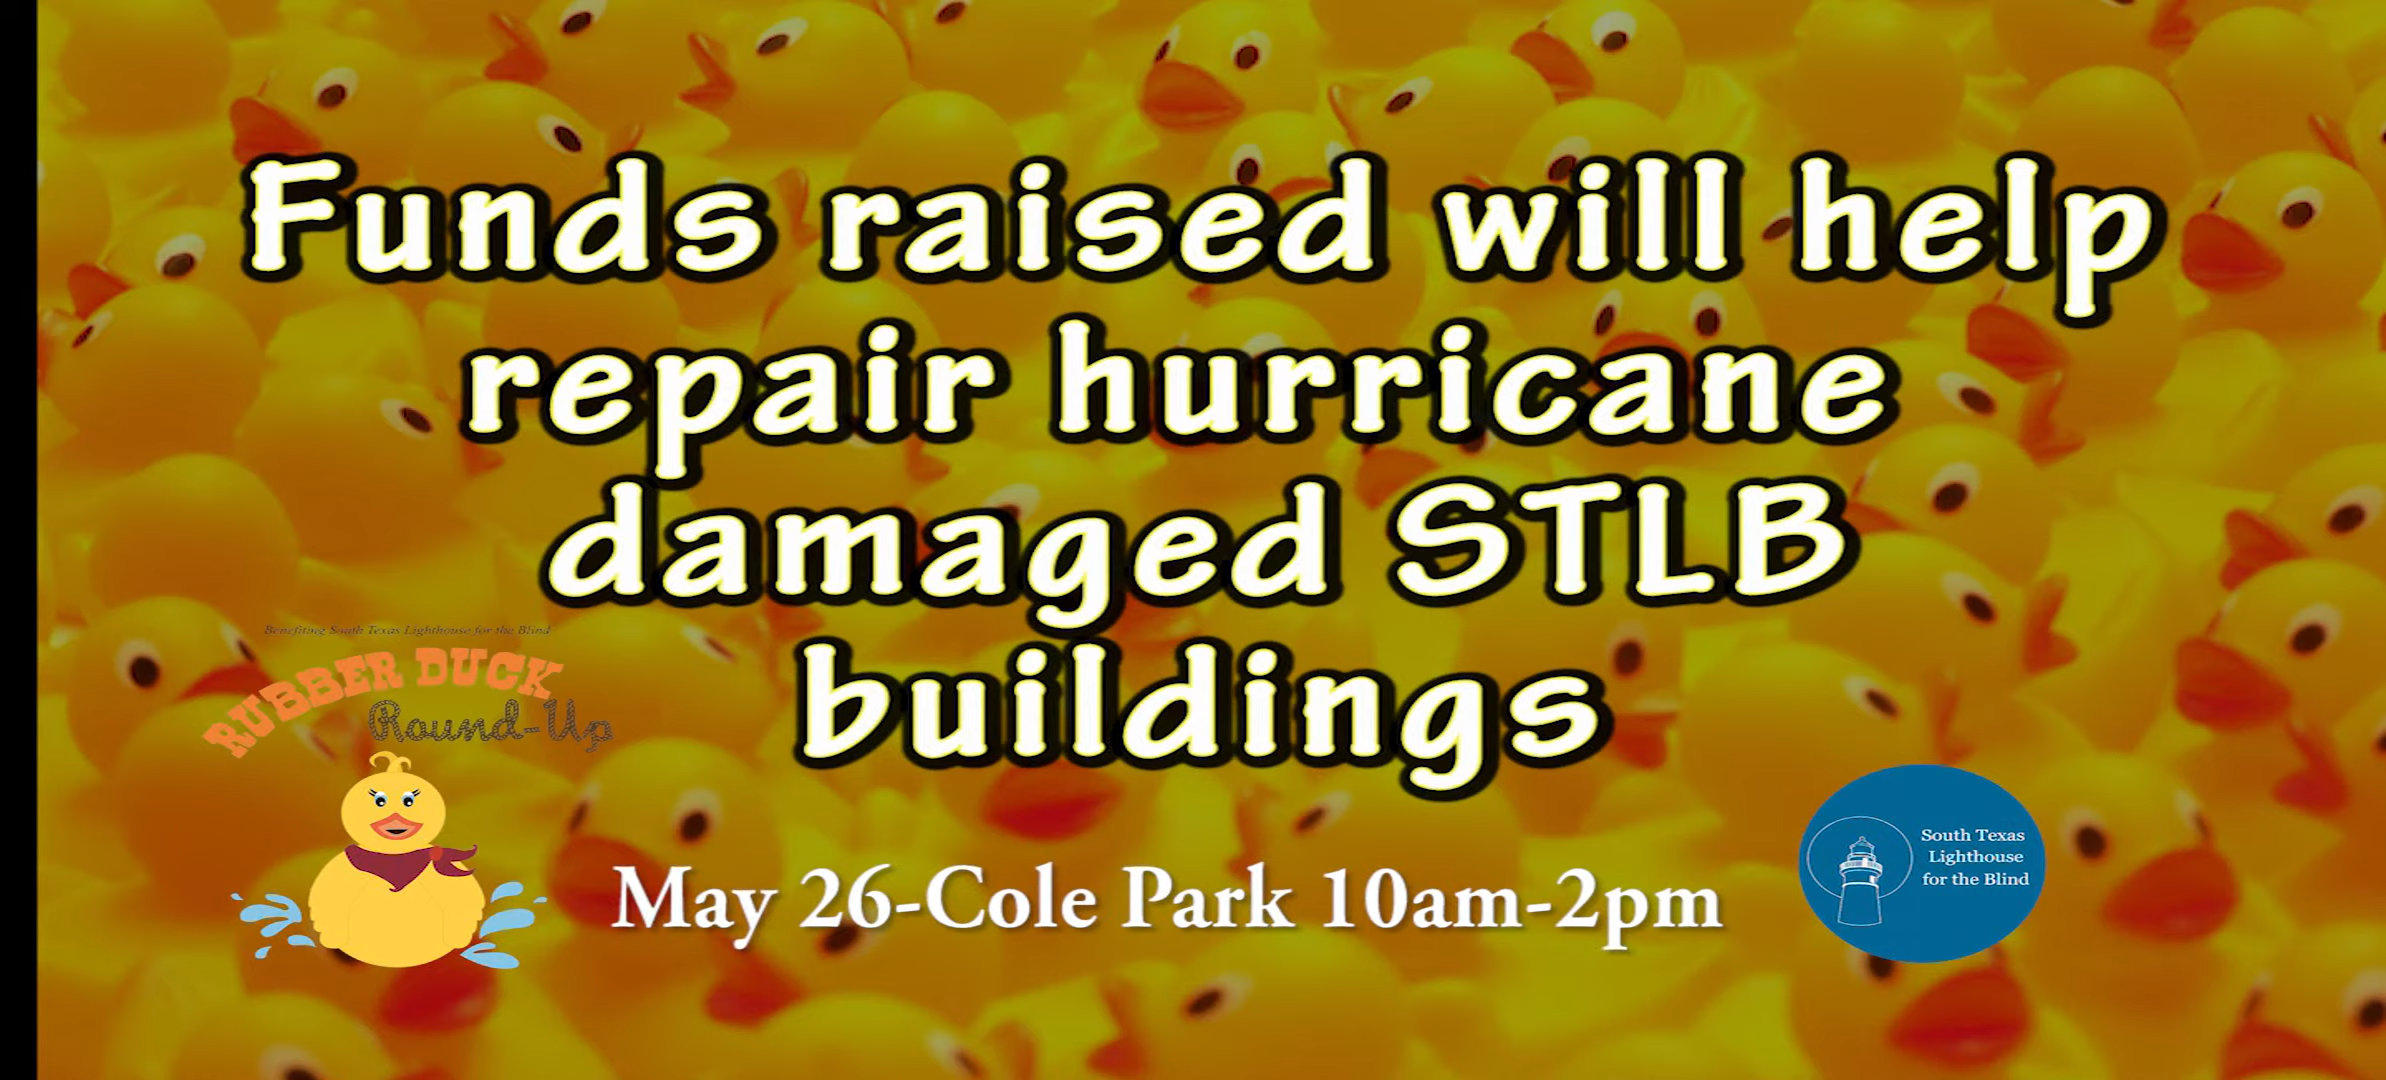 Funds raised will help
repair hurricane
damaged STLB
buildings
Benefiting South Texas Lighthouse for the Blind
RUBBER DUCK
Round-Up
May 26-Cole Park 10am-2pm
South Texas
Lighthouse
for the Blind